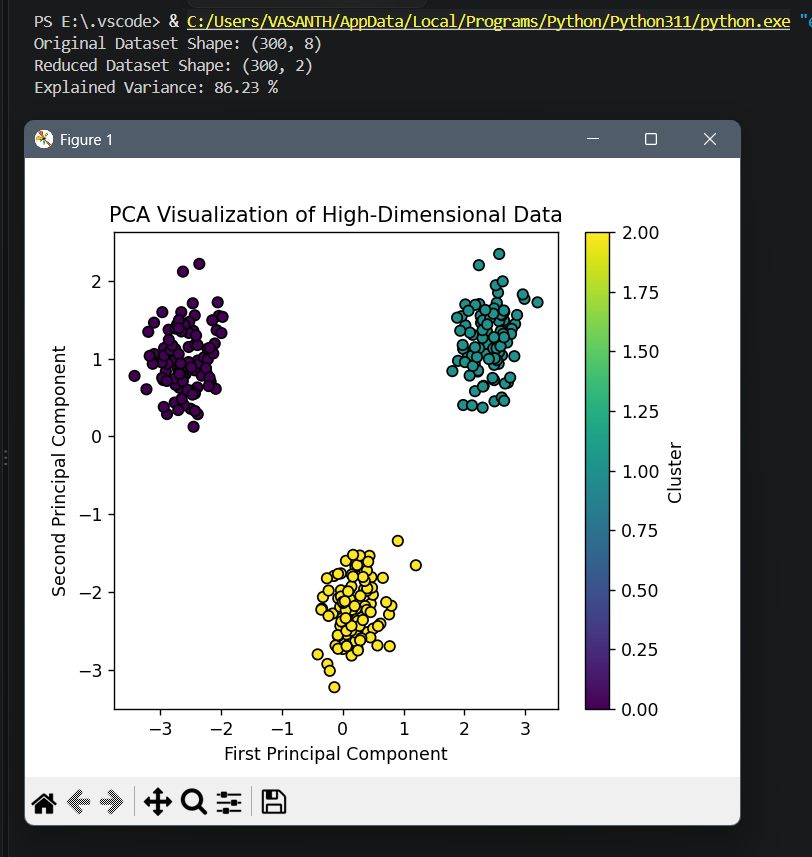 PS E:\.vscode> & C:/Users/VASANTH/AppData/Local/Programs/Python/Python311/python.exe "e
Original Dataset Shape: (300, 8)
Reduced Dataset Shape: (300, 2)
Explained Variance: 86.23 %
Figure 1
PCA Visualization of High-Dimensional Data
2
1
0
−1
−2
−3
Second Principal Component
−3 −2 −1 0 1 2 3
First Principal Component
2.00
1.75
1.50
1.25
1.00
0.75
0.50
0.25
0.00
Cluster